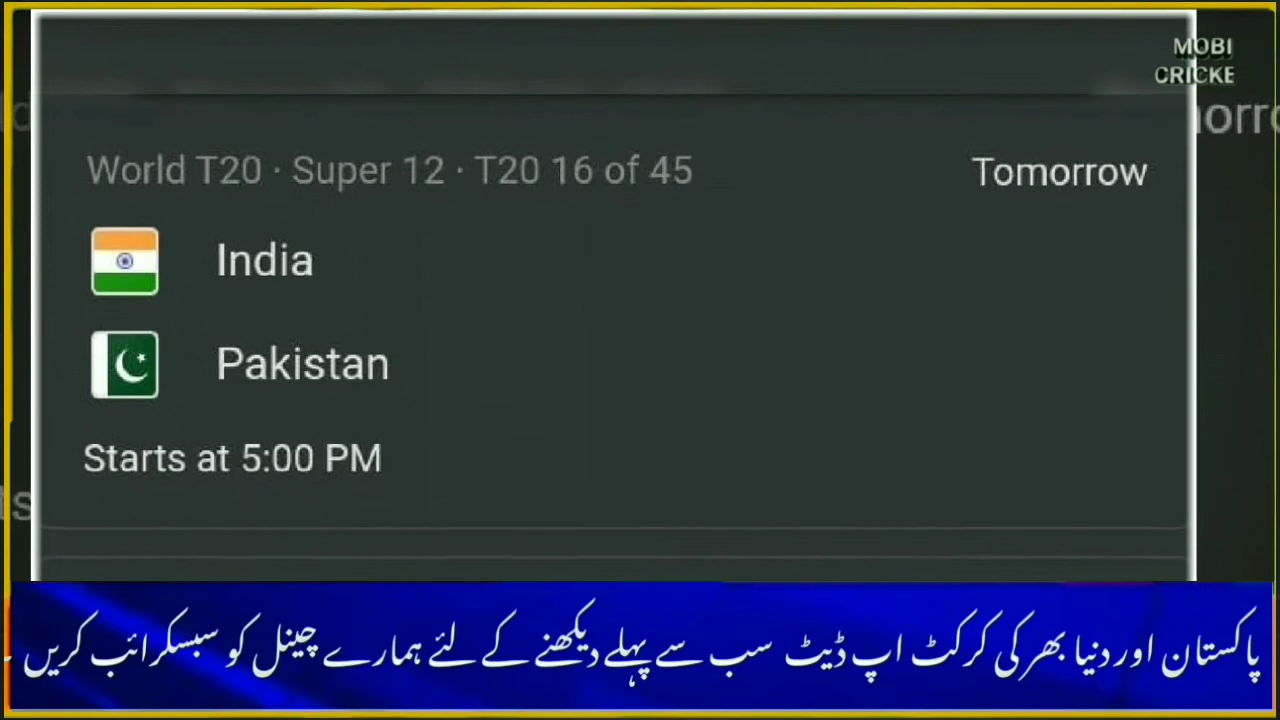 MOBI
CRICKE
World T20 · Super 12 · T20 16 of 45
Tomorrow
India
Pakistan
Starts at 5:00 PM
پاکستان اور دنیا بھر کی کرکٹ اپ ڈیٹ سب سے پہلے دیکھنے کے لئے ہمارے چینل کو سبسکرائب کریں ۔